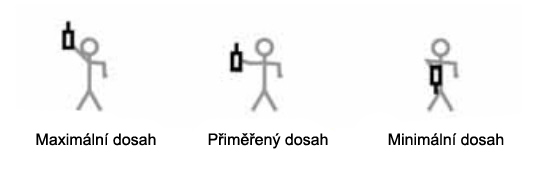 Maximální dosah
Přiměřený dosah
Minimální dosah